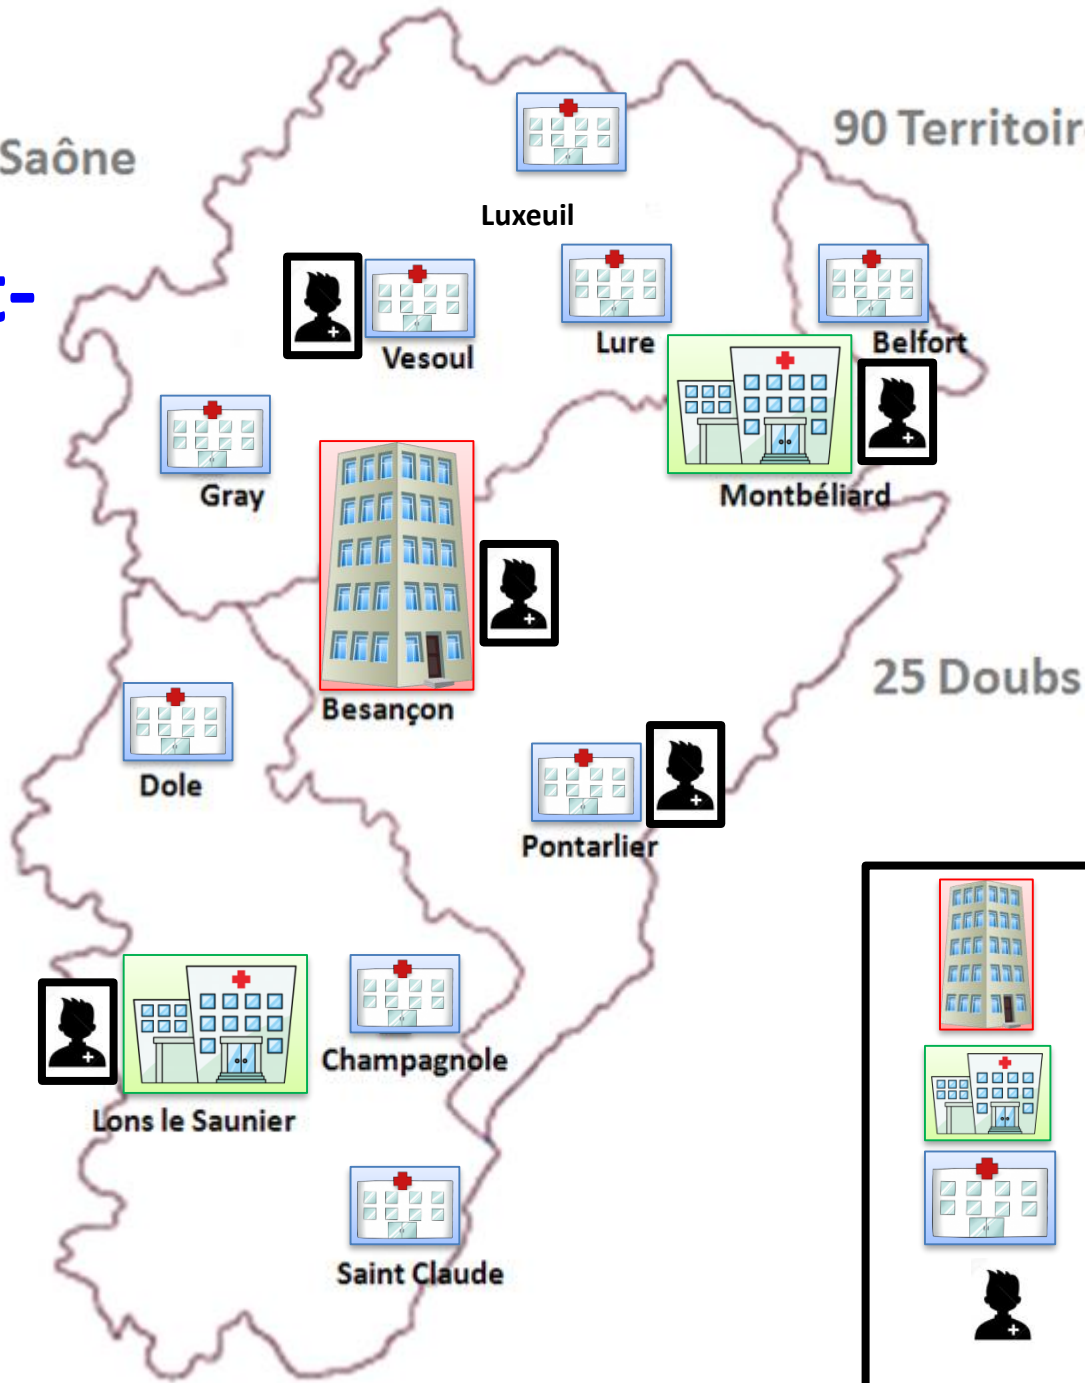 90 Territoir
Saône
Luxeuil
t-
Vesoul
Lure
Belfort
Gray
Montbéliard
Besançon
25 Doubs
Dole
Pontarlier
Champagnole
Lons le Saunier
Saint Claude